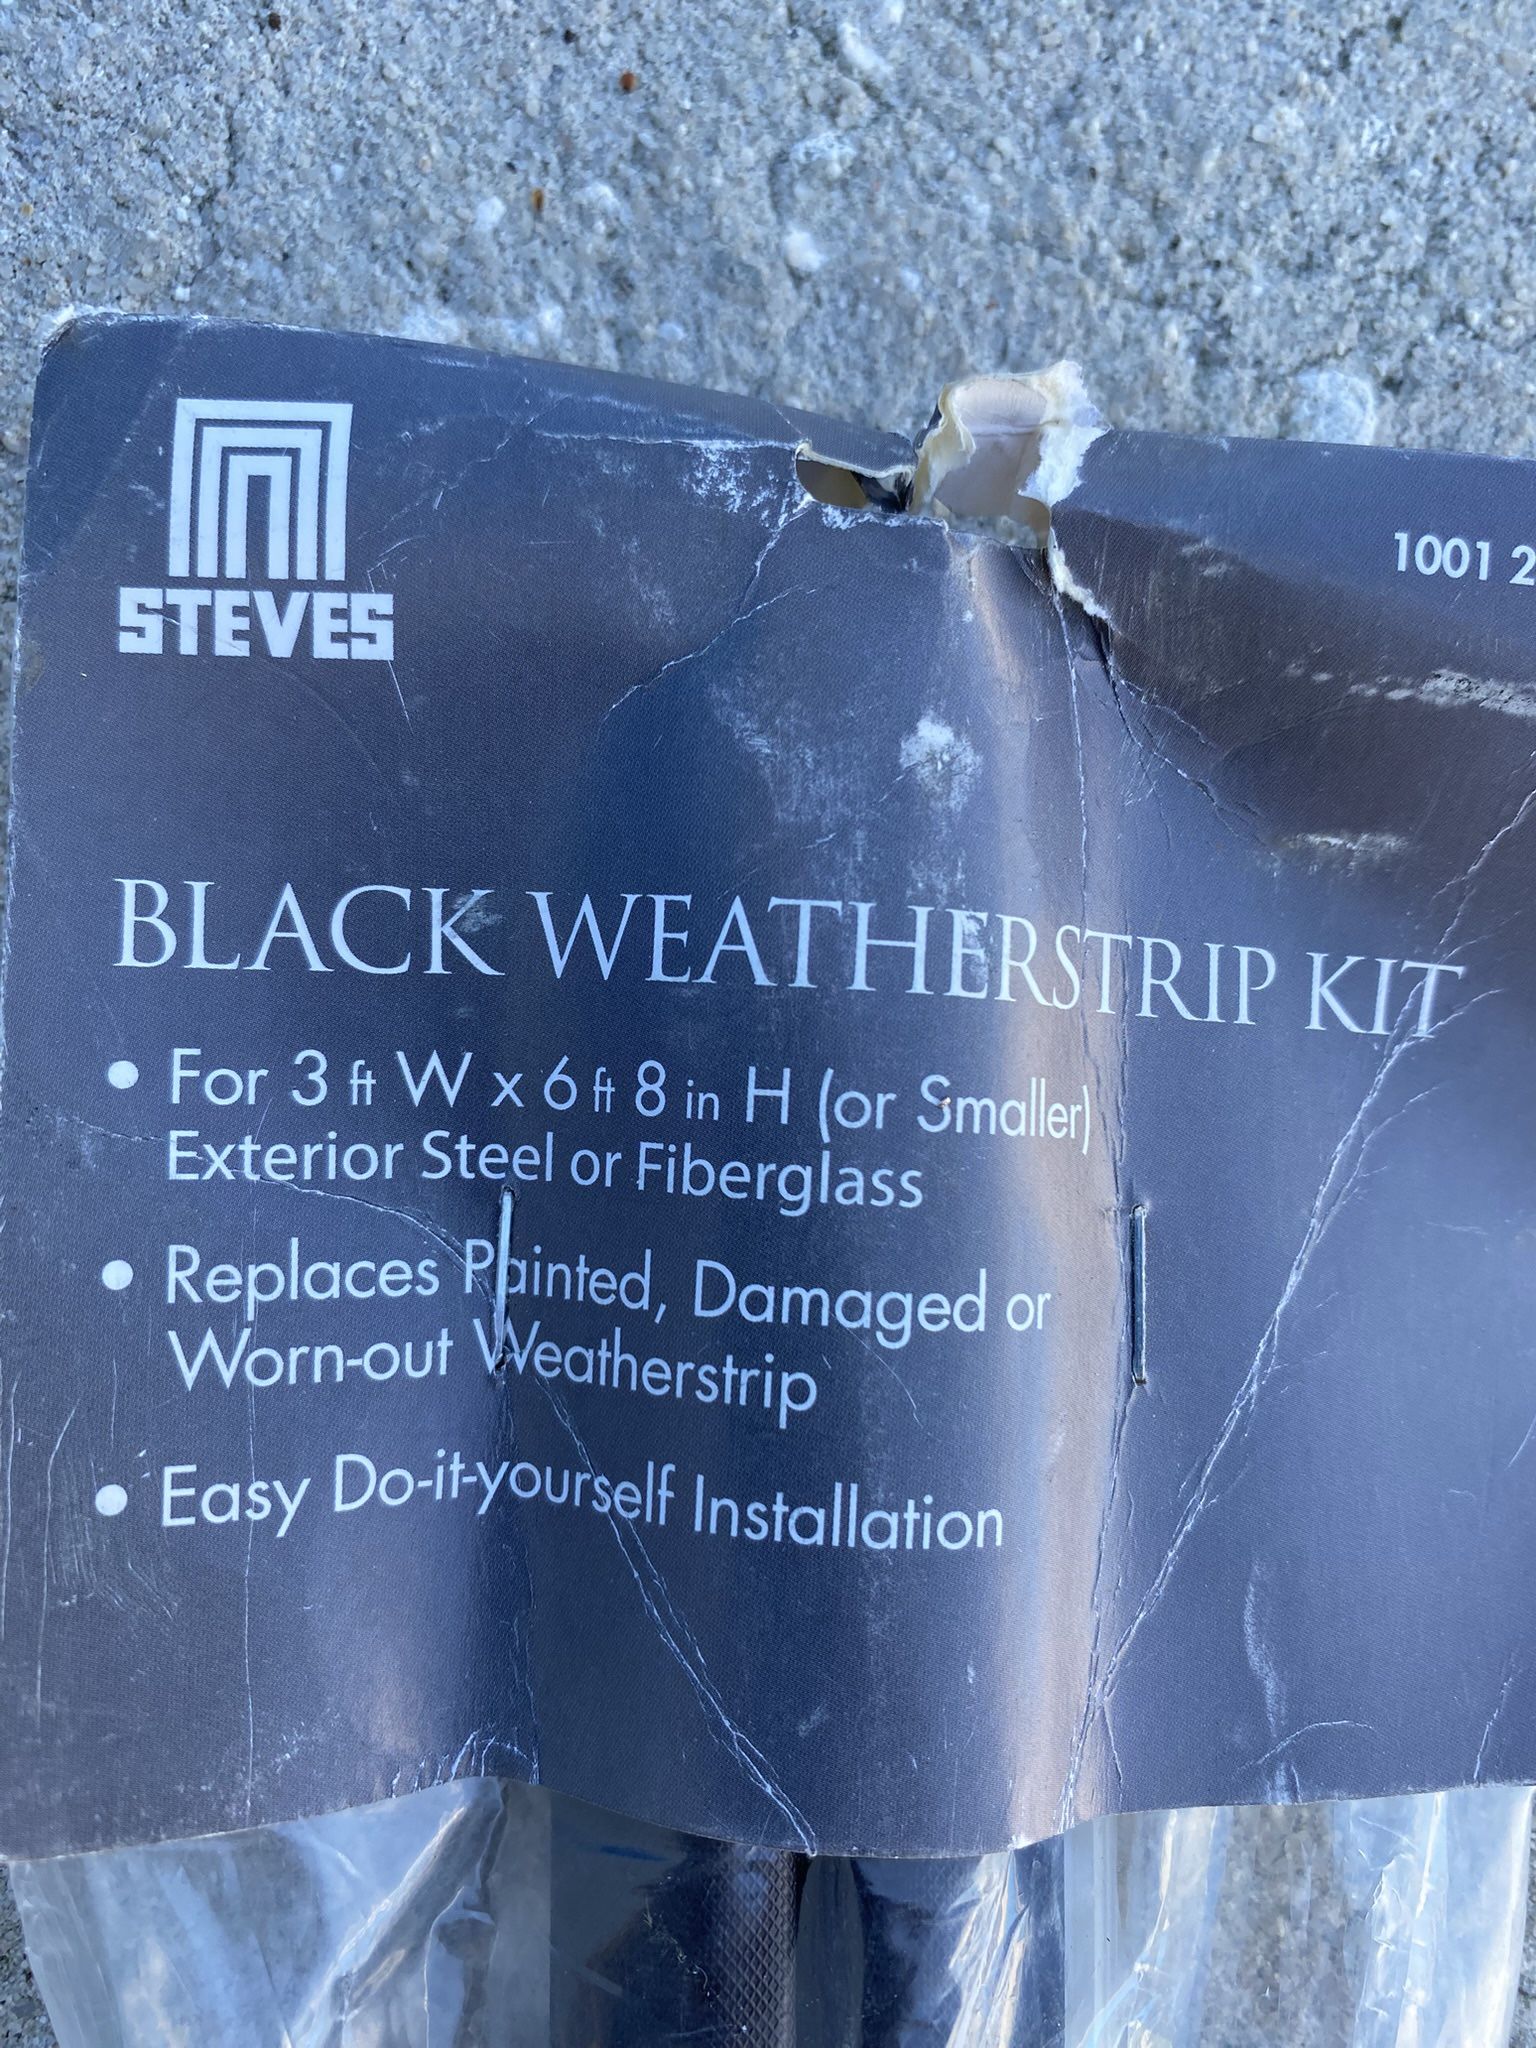 STEVES
1001 2
BLACK WEATHERSTRIP KIT
• For 3 ft W x 6 ft 8 in H (or Smaller)
Exterior Steel or Fiberglass
• Replaces Painted, Damaged or
Worn-out Weatherstrip
• Easy Do-it-yourself Installation